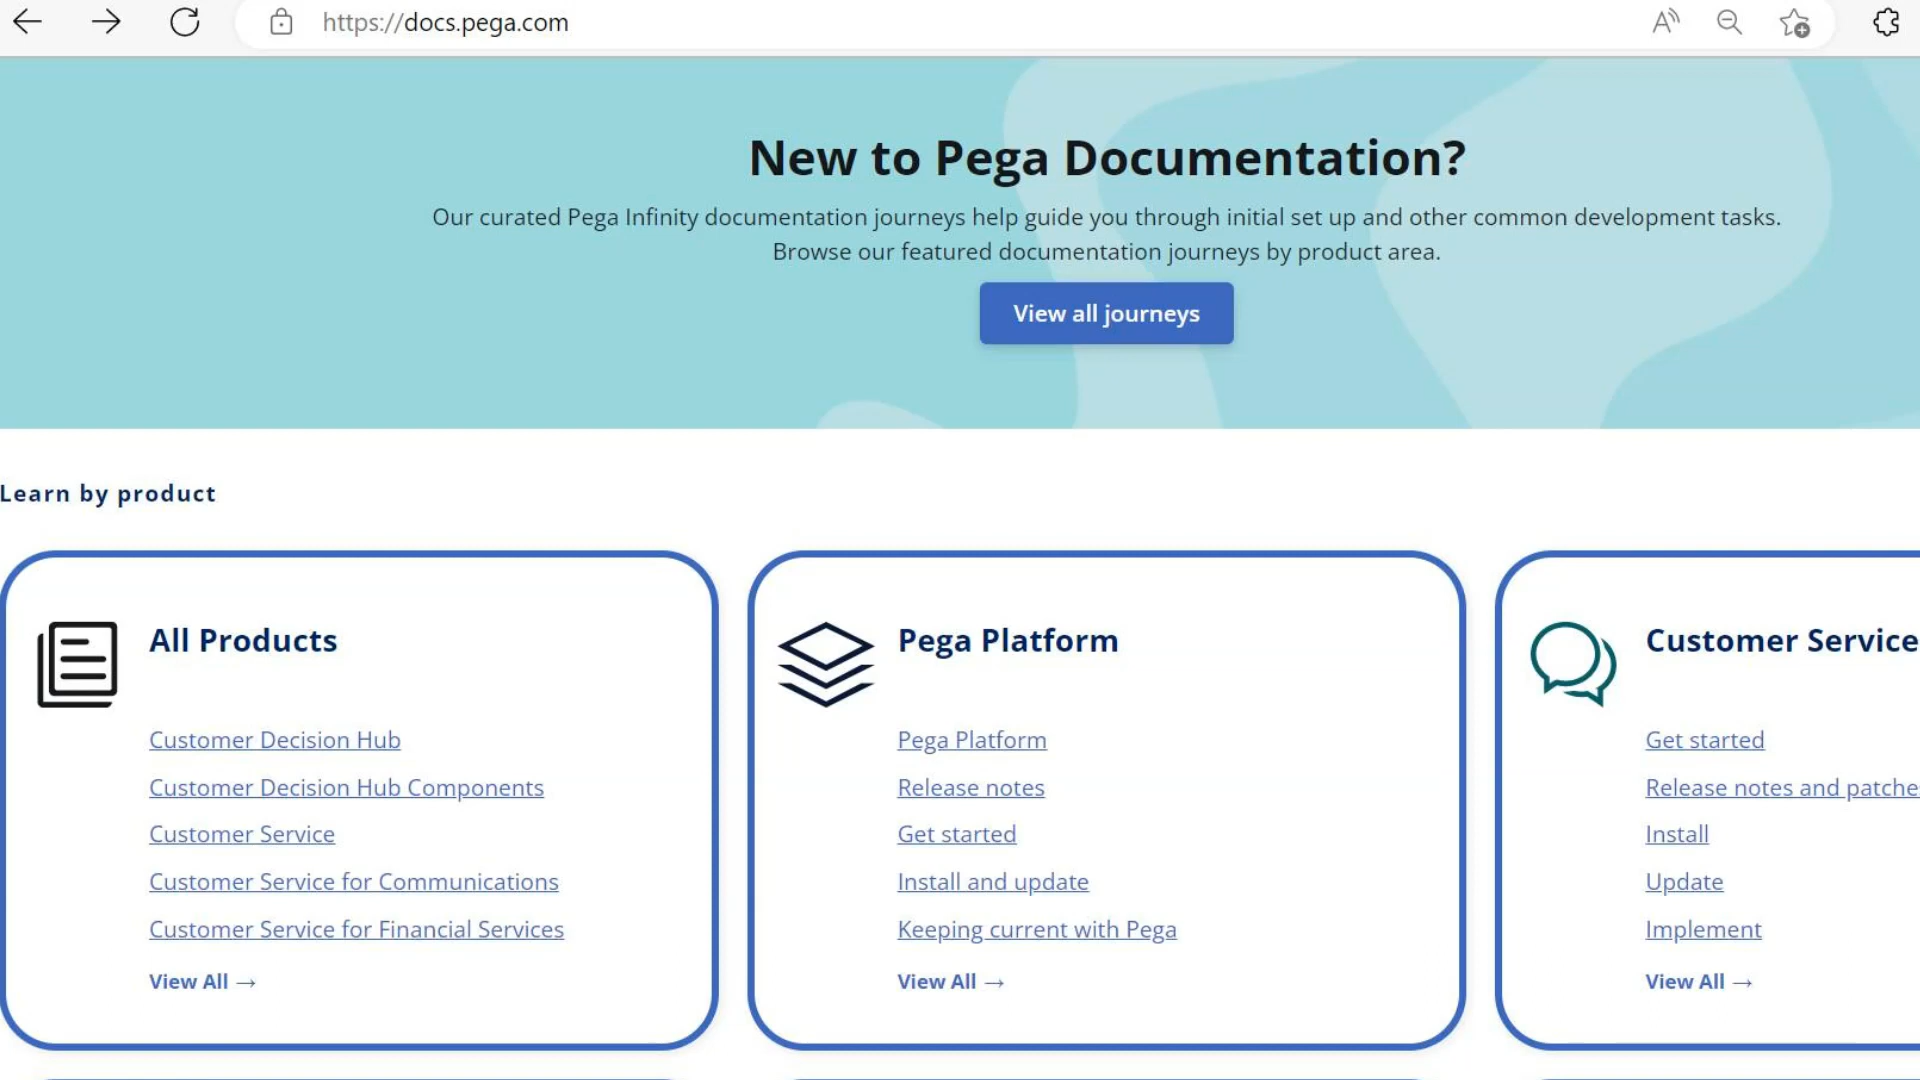 https://docs.pega.com
New to Pega Documentation?
Our curated Pega Infinity documentation journeys help guide you through initial set up and other common development tasks.
Browse our featured documentation journeys by product area.
View all journeys
Learn by product
All Products
Customer Decision Hub
Customer Decision Hub Components
Customer Service
Customer Service for Communications
Customer Service for Financial Services
View All →
Pega Platform
Pega Platform
Release notes
Get started
Install and update
Keeping current with Pega
View All →
Customer Service
Get started
Release notes and patche
Install
Update
Implement
View All →